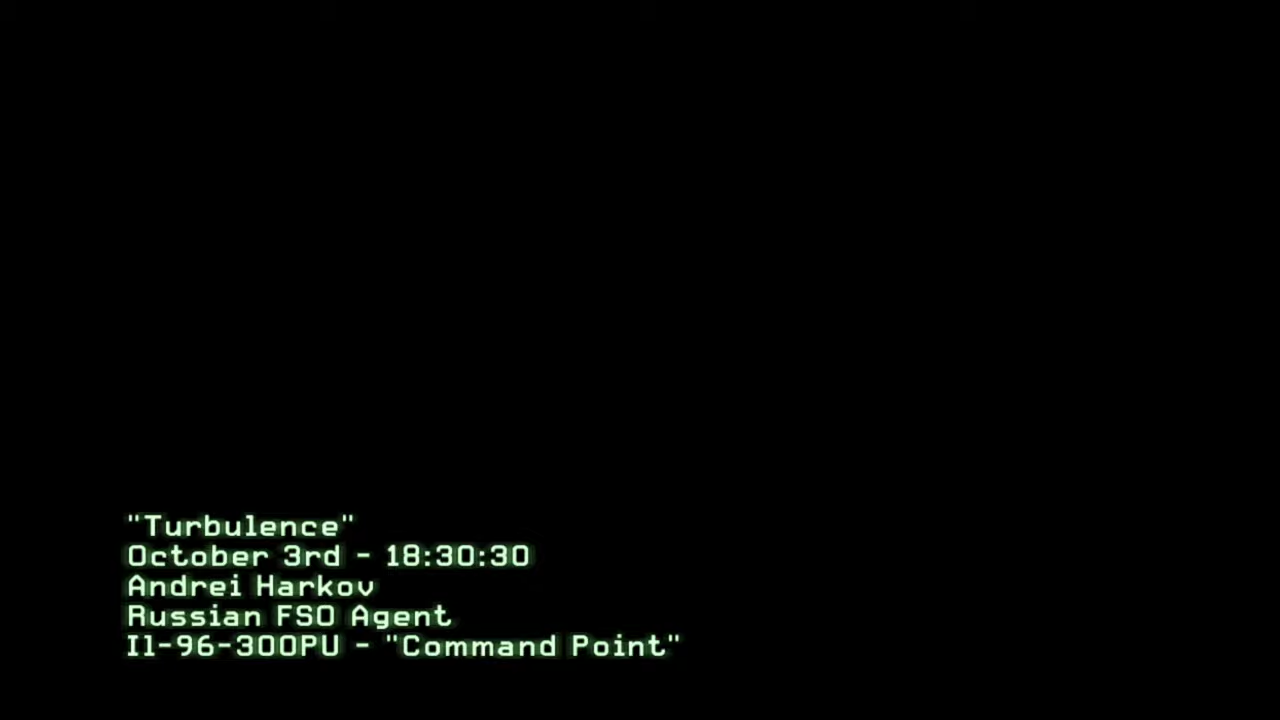 "Turbulence"
October 3rd - 18:30:30
Andrei Harkov
Russian FSO Agent
Il-96-300PU - "Command Point"